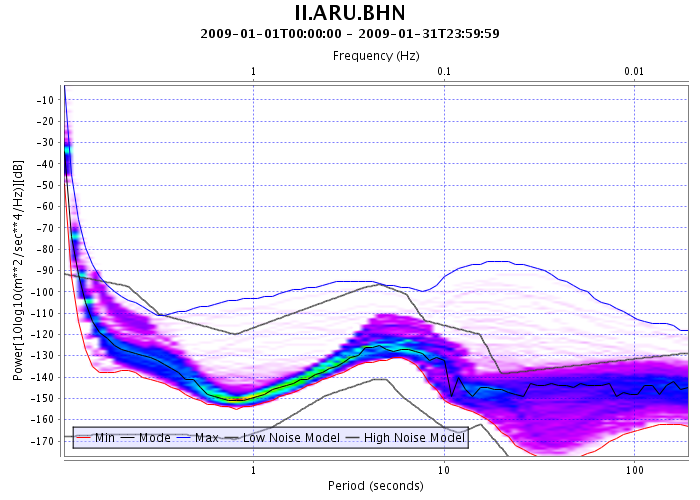 II.ARU.BHN
2009-01-01T00:00:00 - 2009-01-31T23:59:59
Frequency (Hz)
1 0.1 0.01
Power[10log10(m**2/sec**4/Hz)][dB]
-10
-20
-30
-40
-50
-60
-70
-80
-90
-100
-110
-120
-130
-140
-150
-160
-170
Min Mode Max Low Noise Model High Noise Model
1 10 100
Period (seconds)